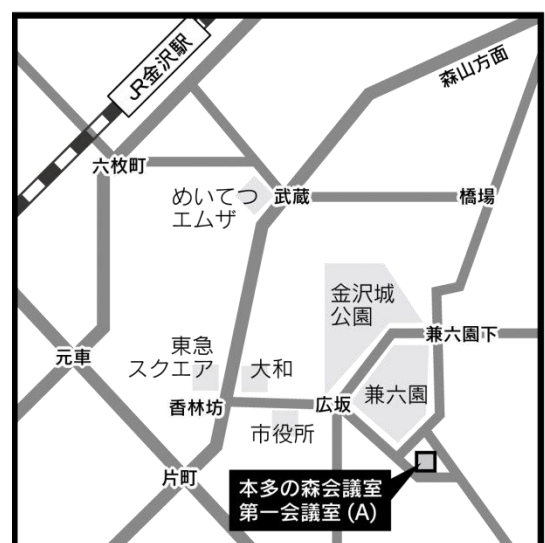 JR金沢駅
森山方面
六枚町
めいてつ
エムザ
武蔵
橋場
金沢城
公園
兼六園下
東急
スクエア
大和
元車
兼六園
香林坊
広坂
市役所
片町
本多の森会議室
第一会議室(A)